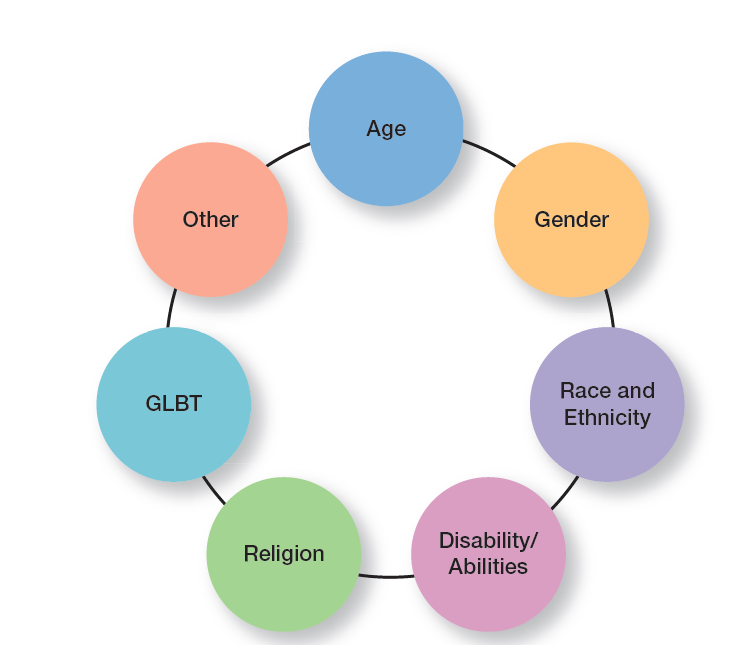 Age
Gender
Race and
Ethnicity
Disability/
Abilities
Religion
GLBT
Other